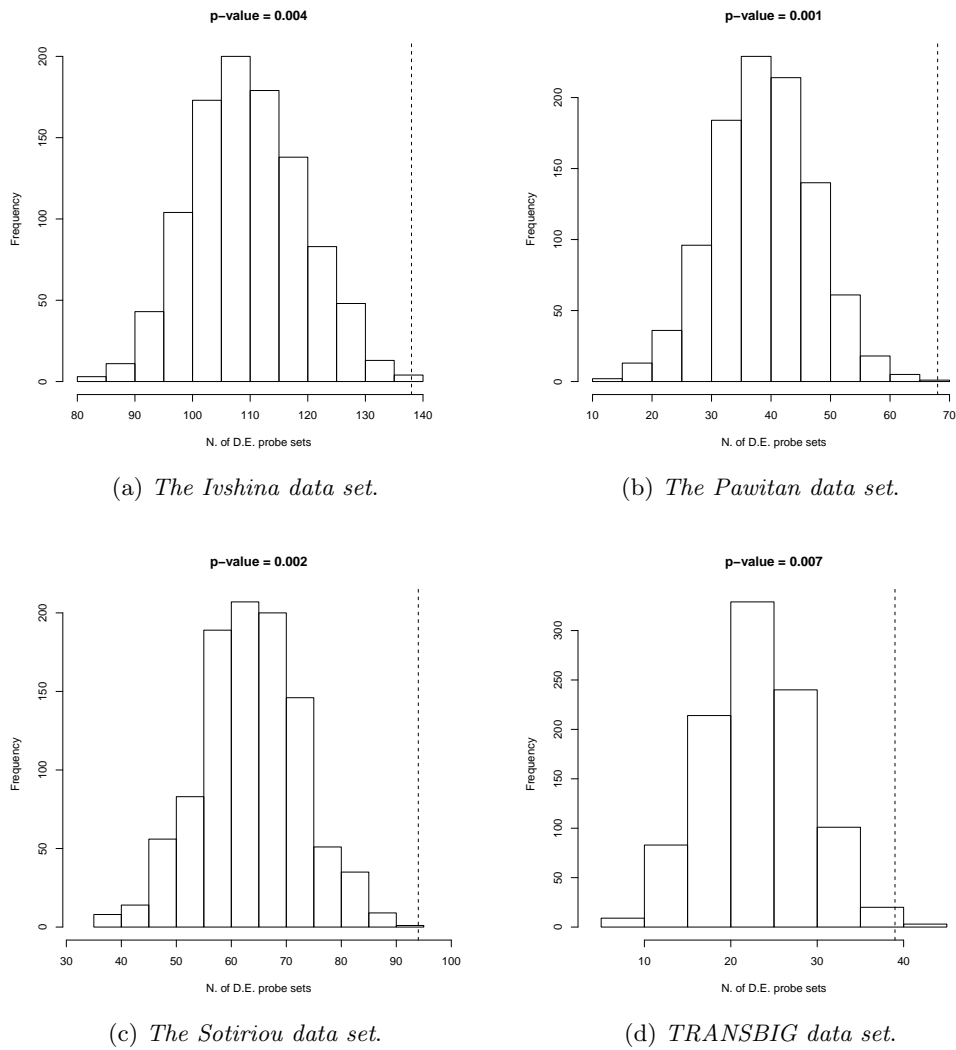 p−value = 0.004
Frequency
0 50 100 150 200
80 90 100 110 120 130 140
N. of D.E. probe sets
(a) The Ivshina data set.
p−value = 0.001
Frequency
0 50 100 150 200
10 20 30 40 50 60 70
N. of D.E. probe sets
(b) The Pawitan data set.
p−value = 0.002
Frequency
0 50 100 150 200
30 40 50 60 70 80 90 100
N. of D.E. probe sets
(c) The Sotiriou data set.
p−value = 0.007
Frequency
0 50 100 150 200 250 300
10 20 30 40
N. of D.E. probe sets
(d) TRANSBIG data set.